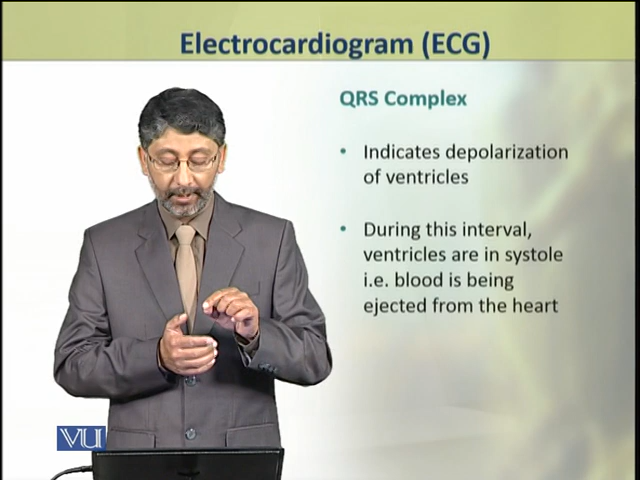 Electrocardiogram (ECG)
QRS Complex
• Indicates depolarization
of ventricles
• During this interval,
ventricles are in systole
i.e. blood is being
ejected from the heart
VU